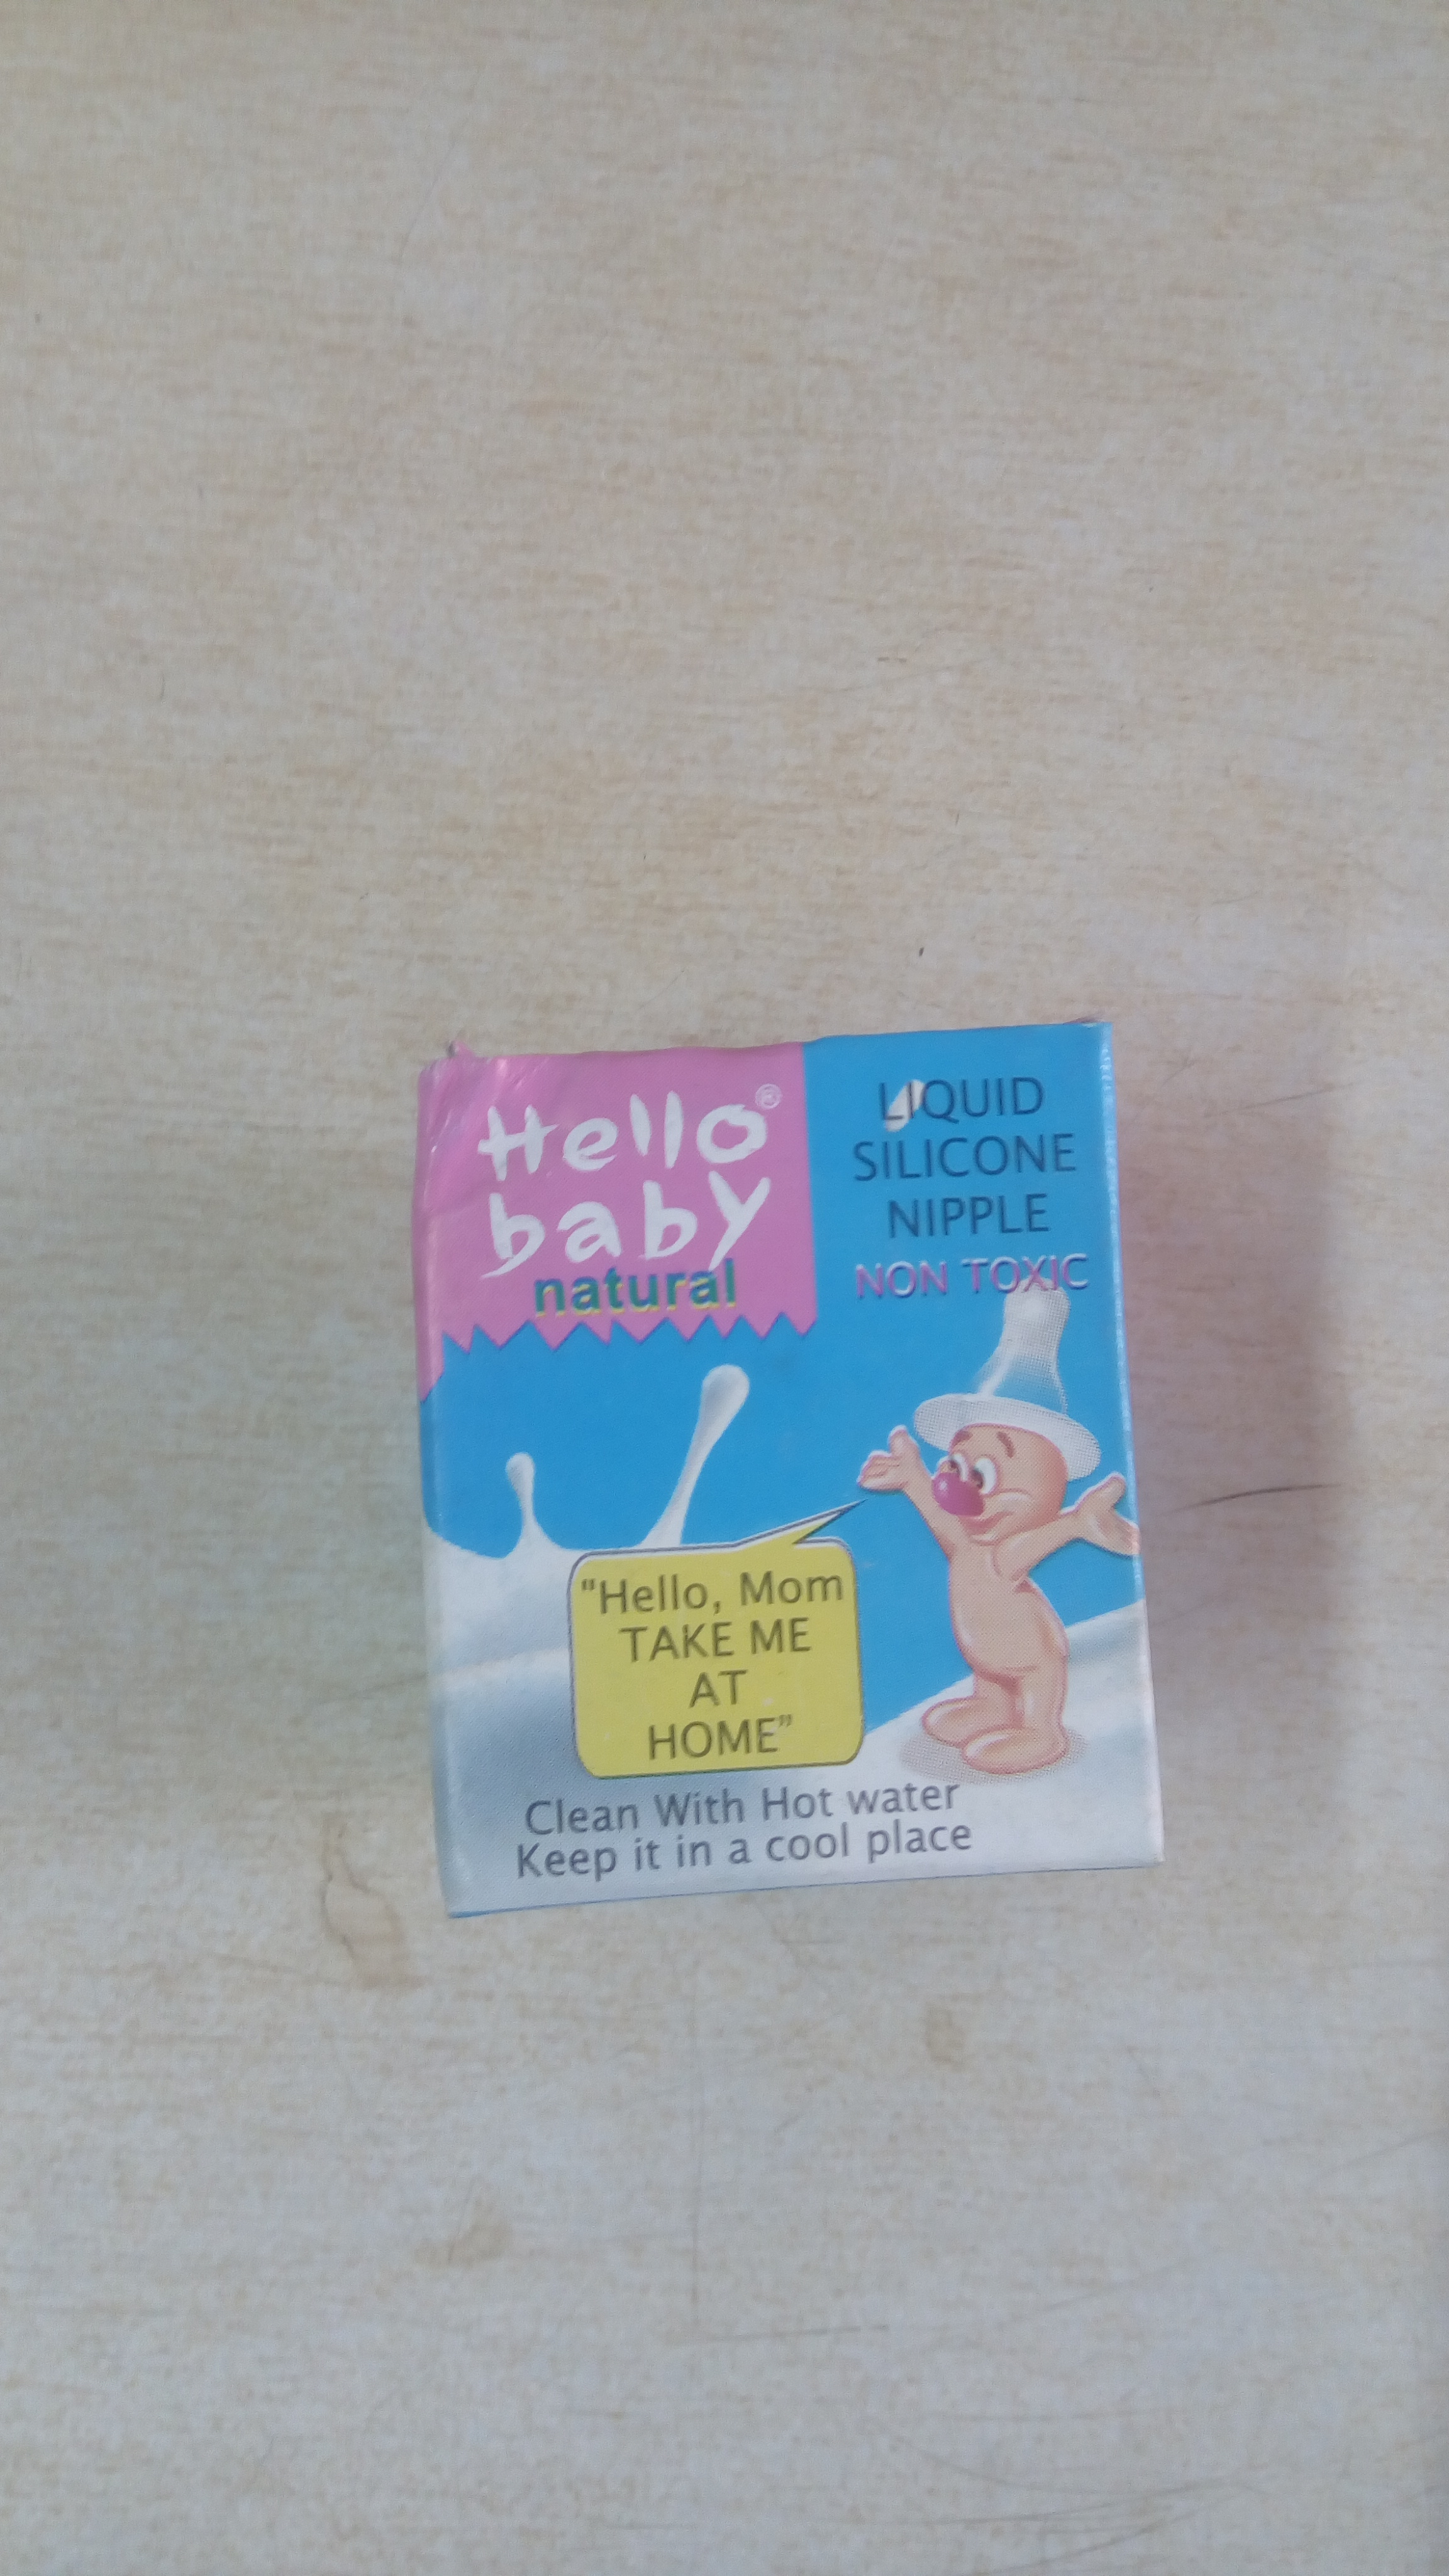 Hello®
baby
natural
LIQUID
SILICONE
NIPPLE
NON TOXIC
"Hello, Mom
TAKE ME
AT
HOME"
Clean With Hot water
Keep it in a cool place